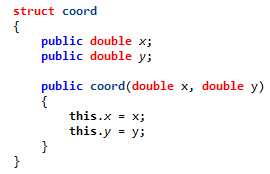 struct coord
{
    public double x;
    public double y;

    public coord(double x, double y)
    {
        this.x = x;
        this.y = y;
    }
}